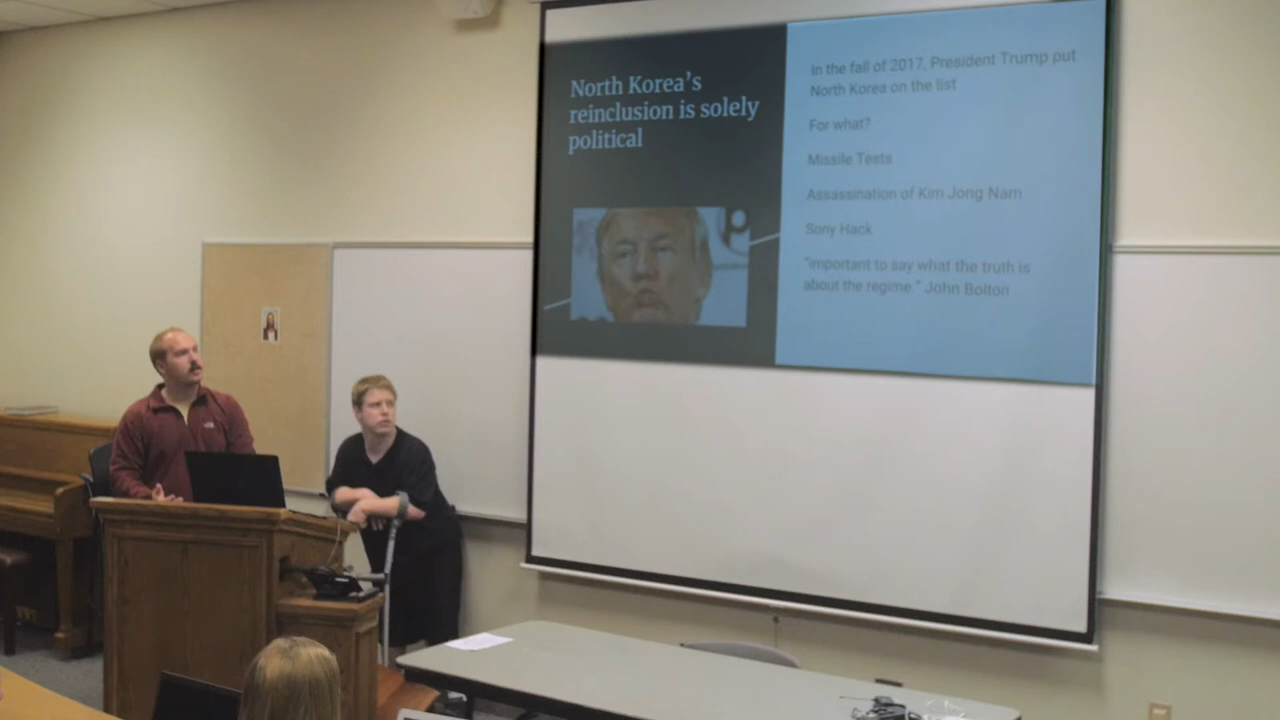 North Korea's
reinclusion is solely
political
In the fall of 2017, President Trump put
North Korea on the list
For what?
Missile Tests
Assassination of Kim Jong Nam
Sony Hack
"important to say what the truth is
about the regime." John Bolton